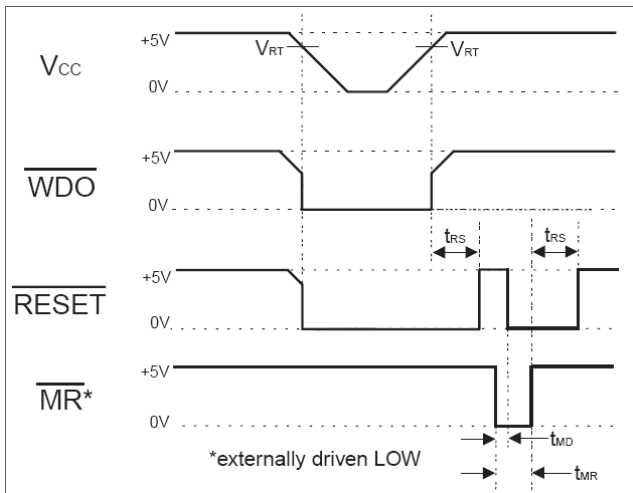 +5V
VCC
VRT
VRT
0V
+5V
WDO
0V
tRS
tRS
+5V
RESET
0V
+5V
MR*
0V
tMD
*externally driven LOW
tMR